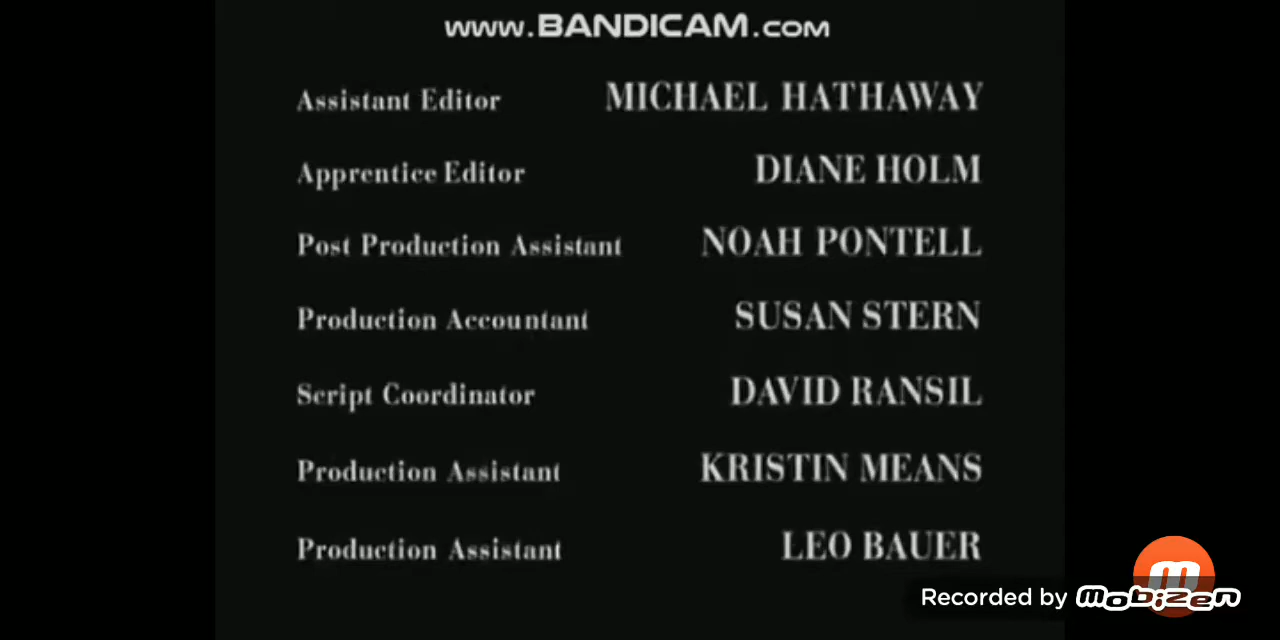 www.BANDICAM.com
Assistant Editor MICHAEL HATHAWAY
Apprentice Editor DIANE HOLM
Post Production Assistant NOAH PONTELL
Production Accountant SUSAN STERN
Script Coordinator DAVID RANSIL
Production Assistant KRISTIN MEANS
Production Assistant LEO BAUER
m
Recorded by mobizen